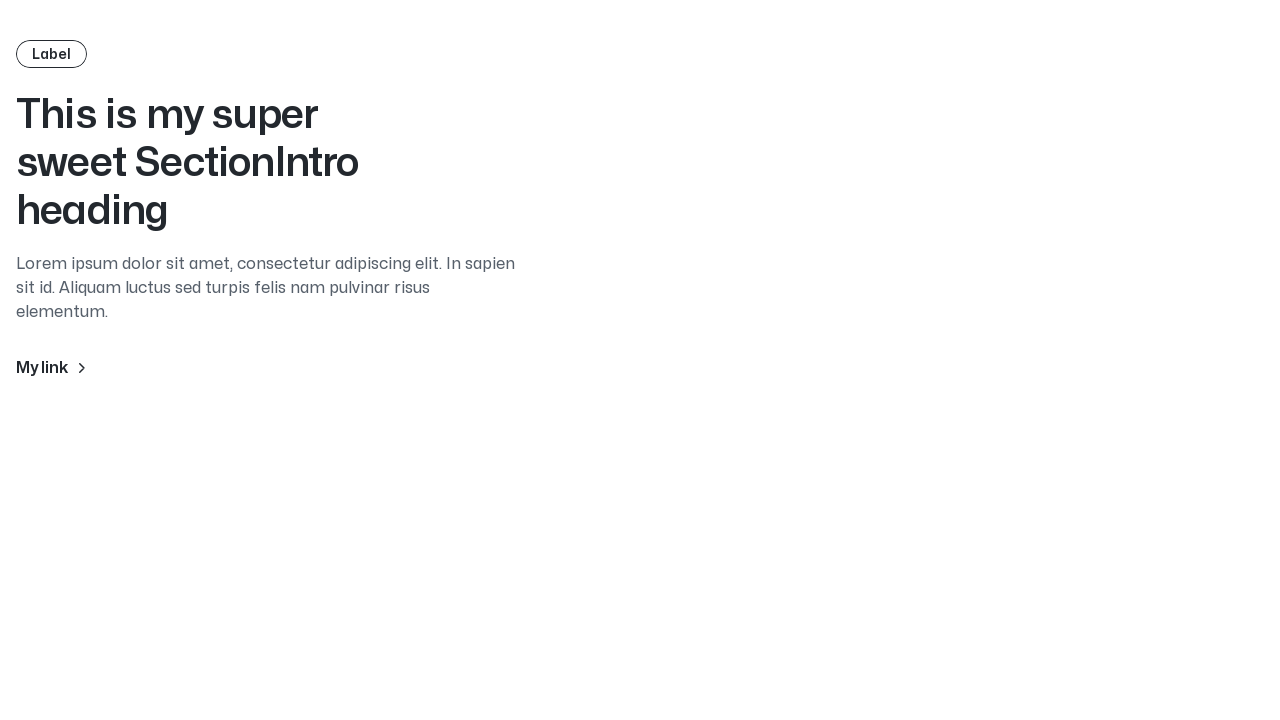 Label
This is my super
sweet SectionIntro
heading
Lorem ipsum dolor sit amet, consectetur adipiscing elit. In sapien
sit id. Aliquam luctus sed turpis felis nam pulvinar risus
elementum.
My link